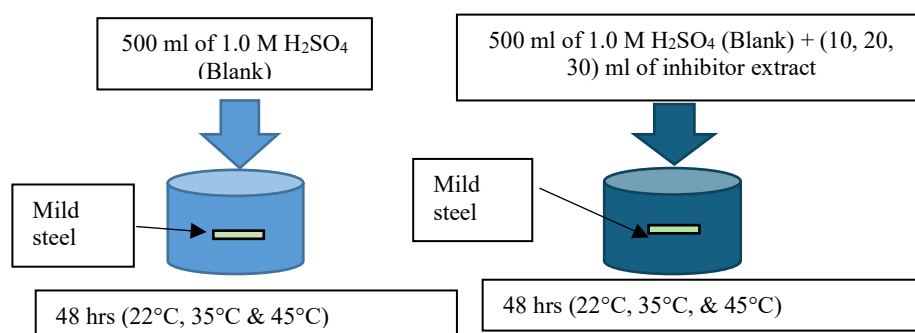 500 ml of 1.0 M H₂SO₄
(Blank)
500 ml of 1.0 M H₂SO₄ (Blank) + (10, 20,
30) ml of inhibitor extract
Mild
steel
Mild
steel
48 hrs (22°C, 35°C & 45°C)
48 hrs (22°C, 35°C, & 45°C)